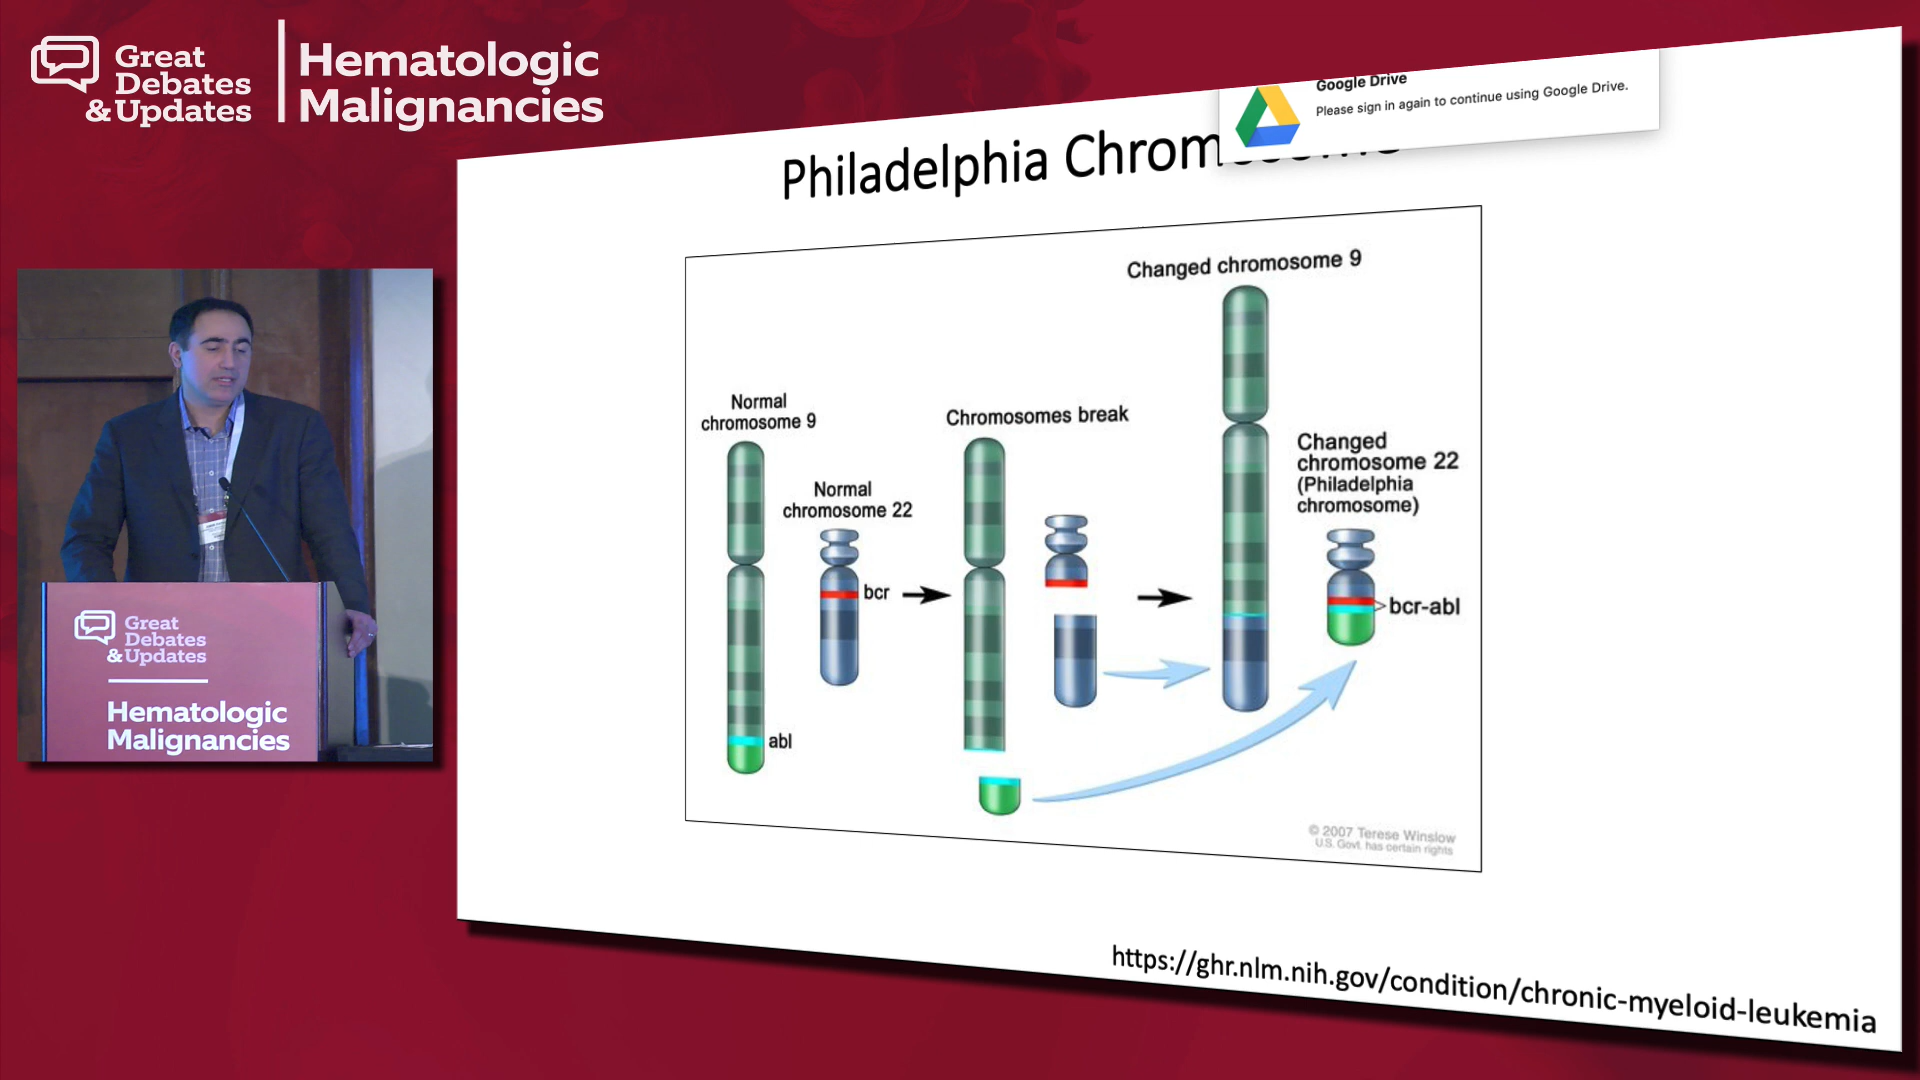 Great
Debates
& Updates
Hematologic
Malignancies
Google Drive
Please sign in again to continue using Google Drive.
Philadelphia
Changed chromosome 9
Normal
chromosome 9
Chromosomes break
Normal
chromosome 22
Changed
chromosome 22
(Philadelphia
chromosome)
bcr
bcr-abl
abl
© 2007 Terese Winslow
U.S. Govt. has certain rights
https://ghr.nlm.nih.gov/condition/chronic-myeloid-leukemia
Great
Debates
& Updates
Hematologic
Malignancies